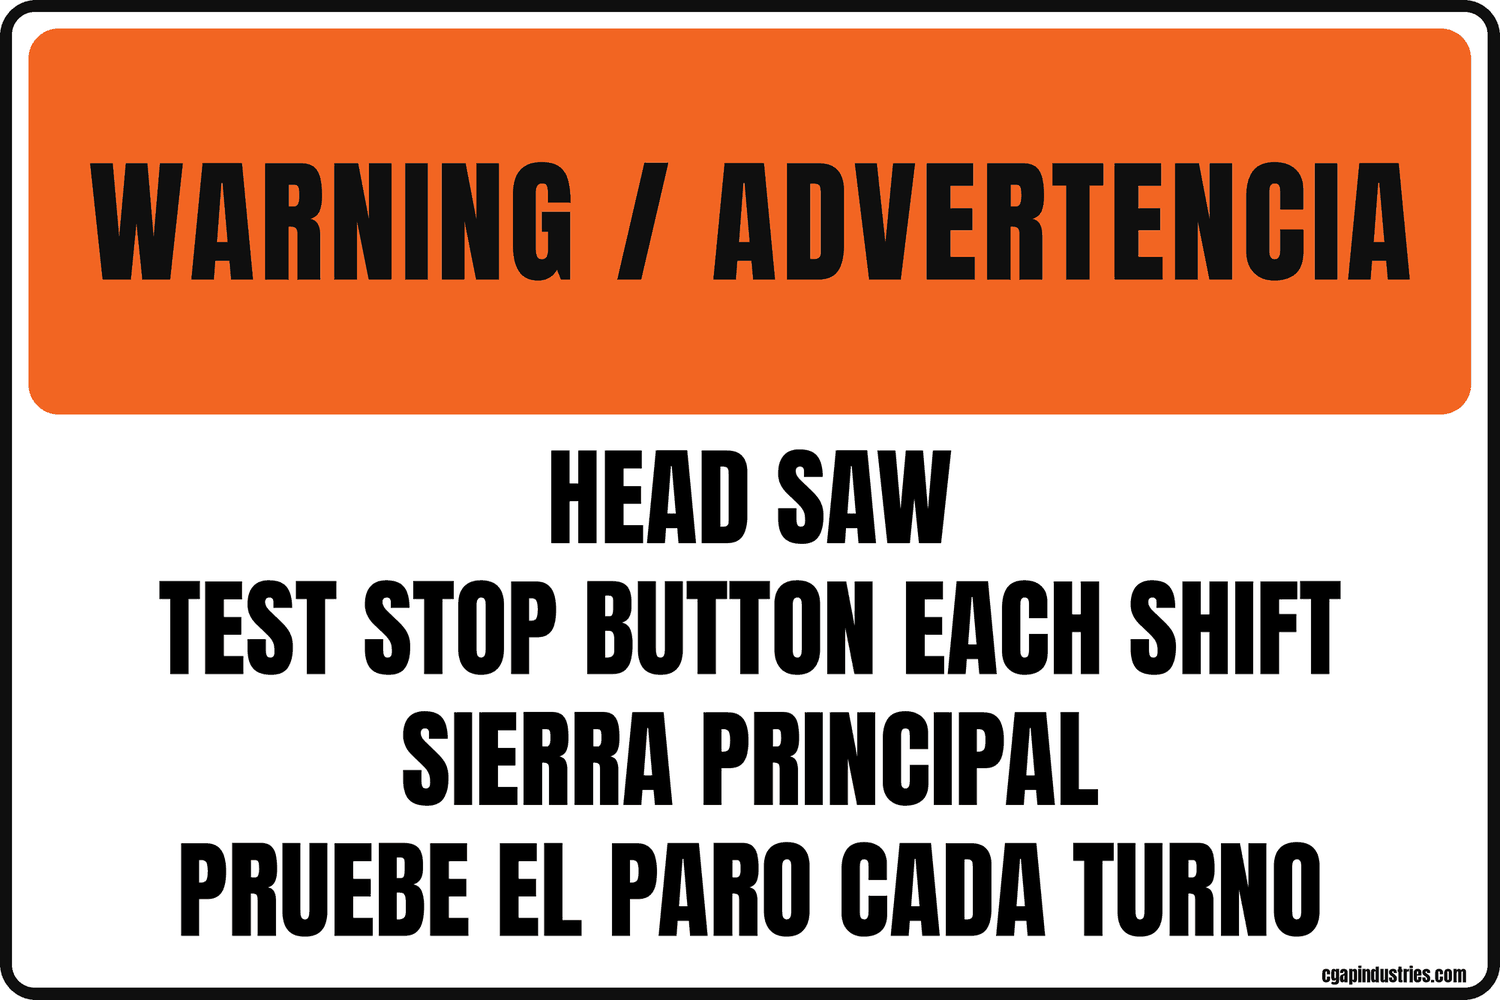 WARNING / ADVERTENCIA
HEAD SAW
TEST STOP BUTTON EACH SHIFT
SIERRA PRINCIPAL
PRUEBE EL PARO CADA TURNO
cgapindustries.com